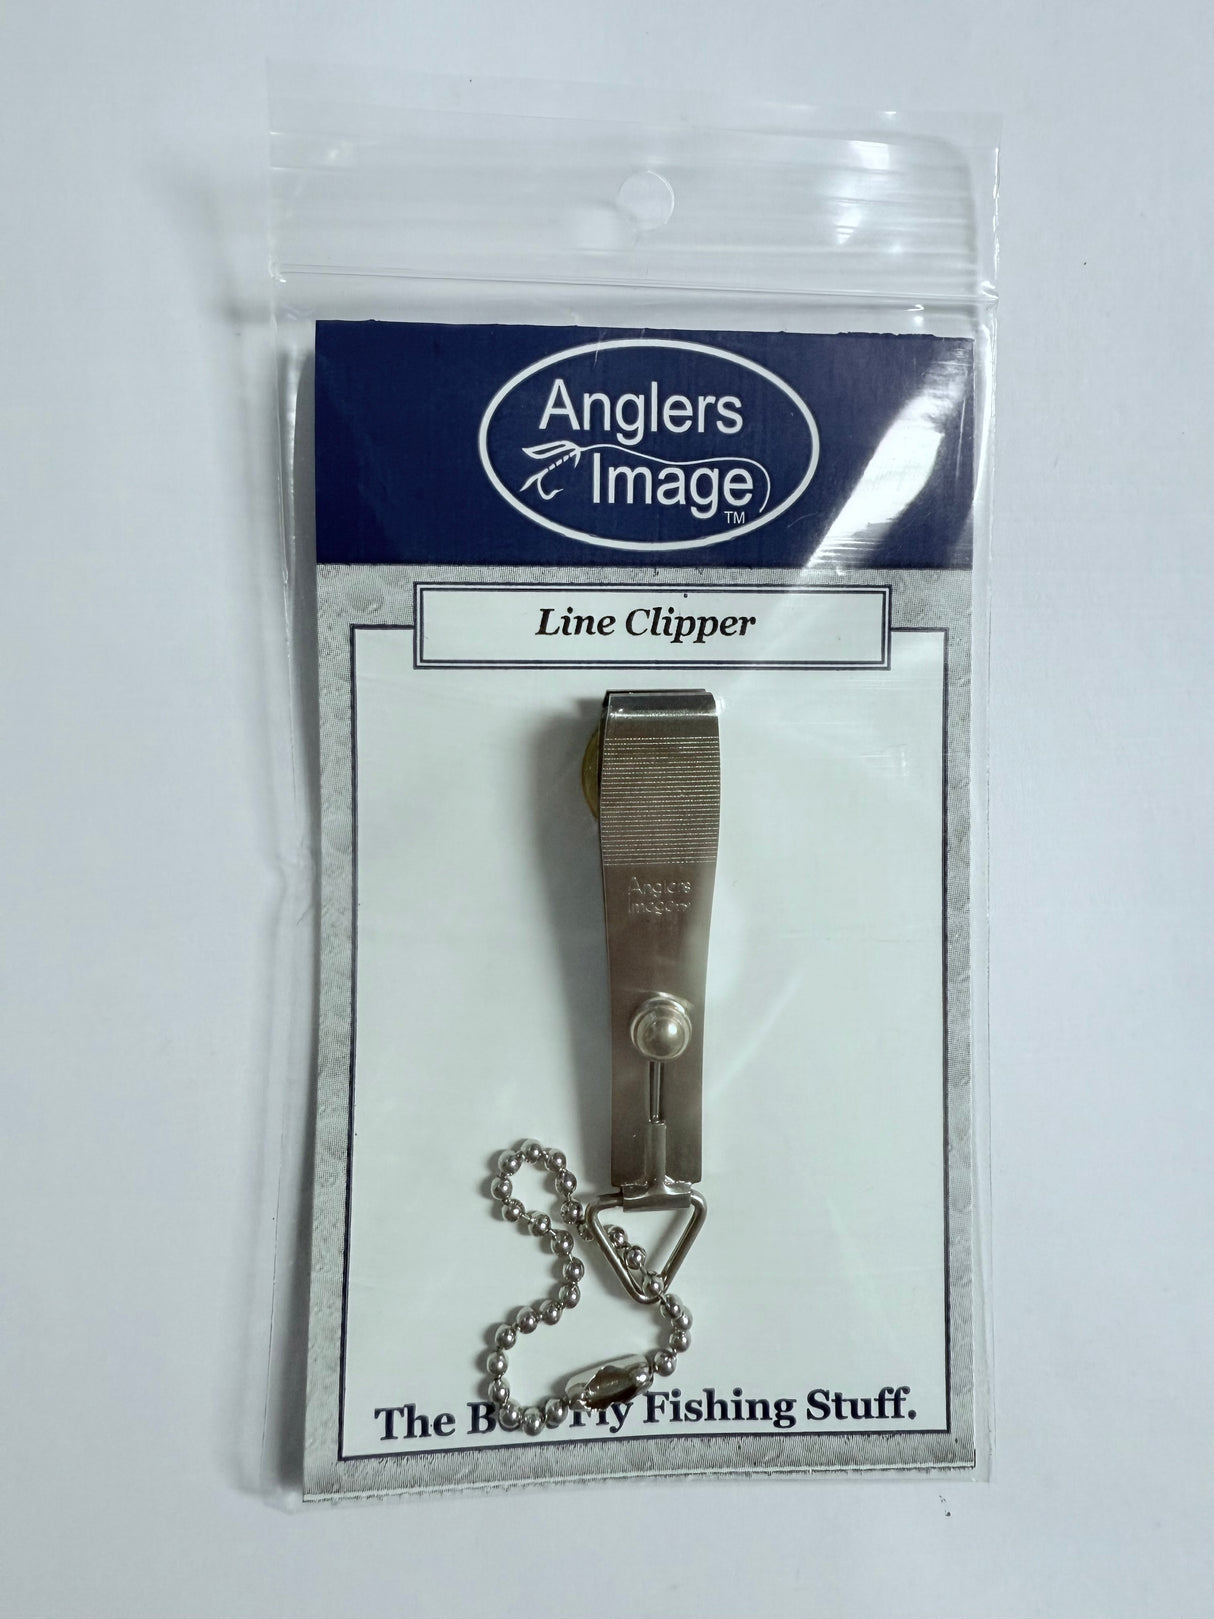 Anglers
Image
TM
Line Clipper
Anglers
Image
The Fly Fishing Stuff.